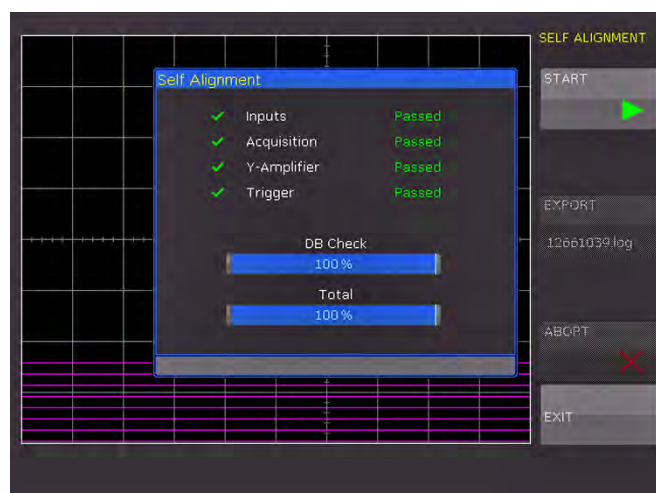 SELF ALIGNMENT
Self Alignment
START
Inputs Passed
Acquisition Passed
Y-Amplifier Passed
Trigger Passed
EXPORT
12661039.log
DB Check
100 %
Total
100 %
ABORT
EXIT